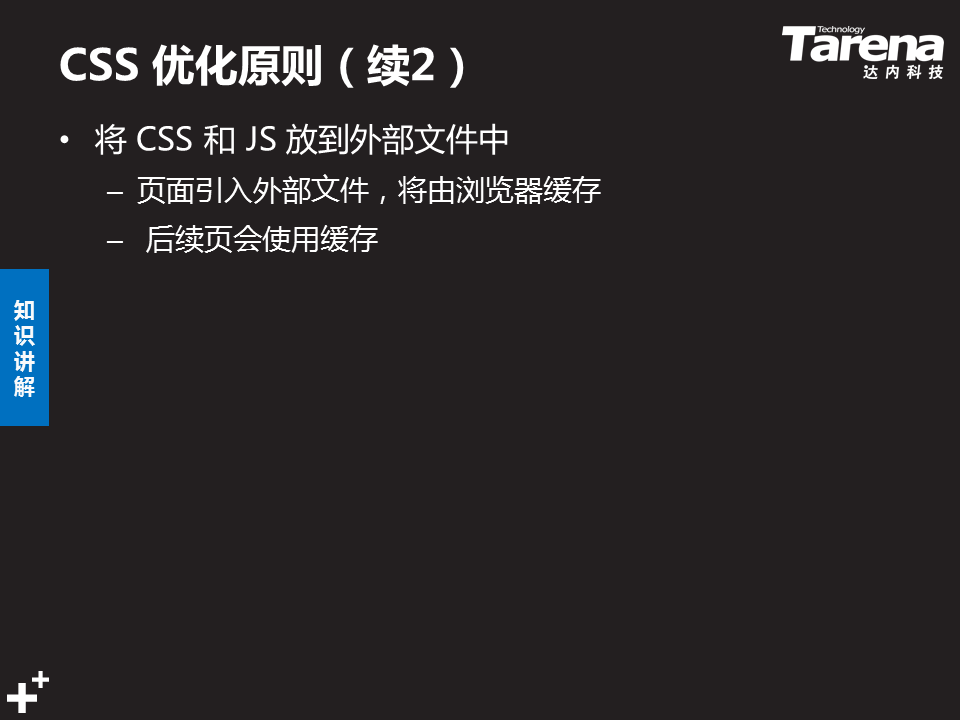 CSS 优化原则（续2）
Technology
Tarena
达内科技
• 将 CSS 和 JS 放到外部文件中
– 页面引入外部文件，将由浏览器缓存
– 后续页会使用缓存
知
识
讲
解